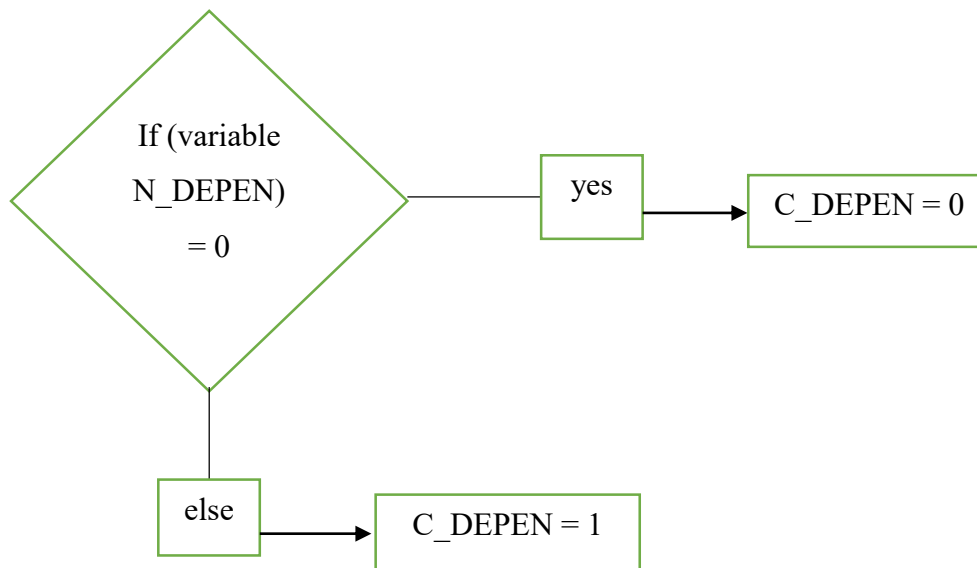 If (variable
N_DEPEN)
= 0
yes
C_DEPEN = 0
else
C_DEPEN = 1